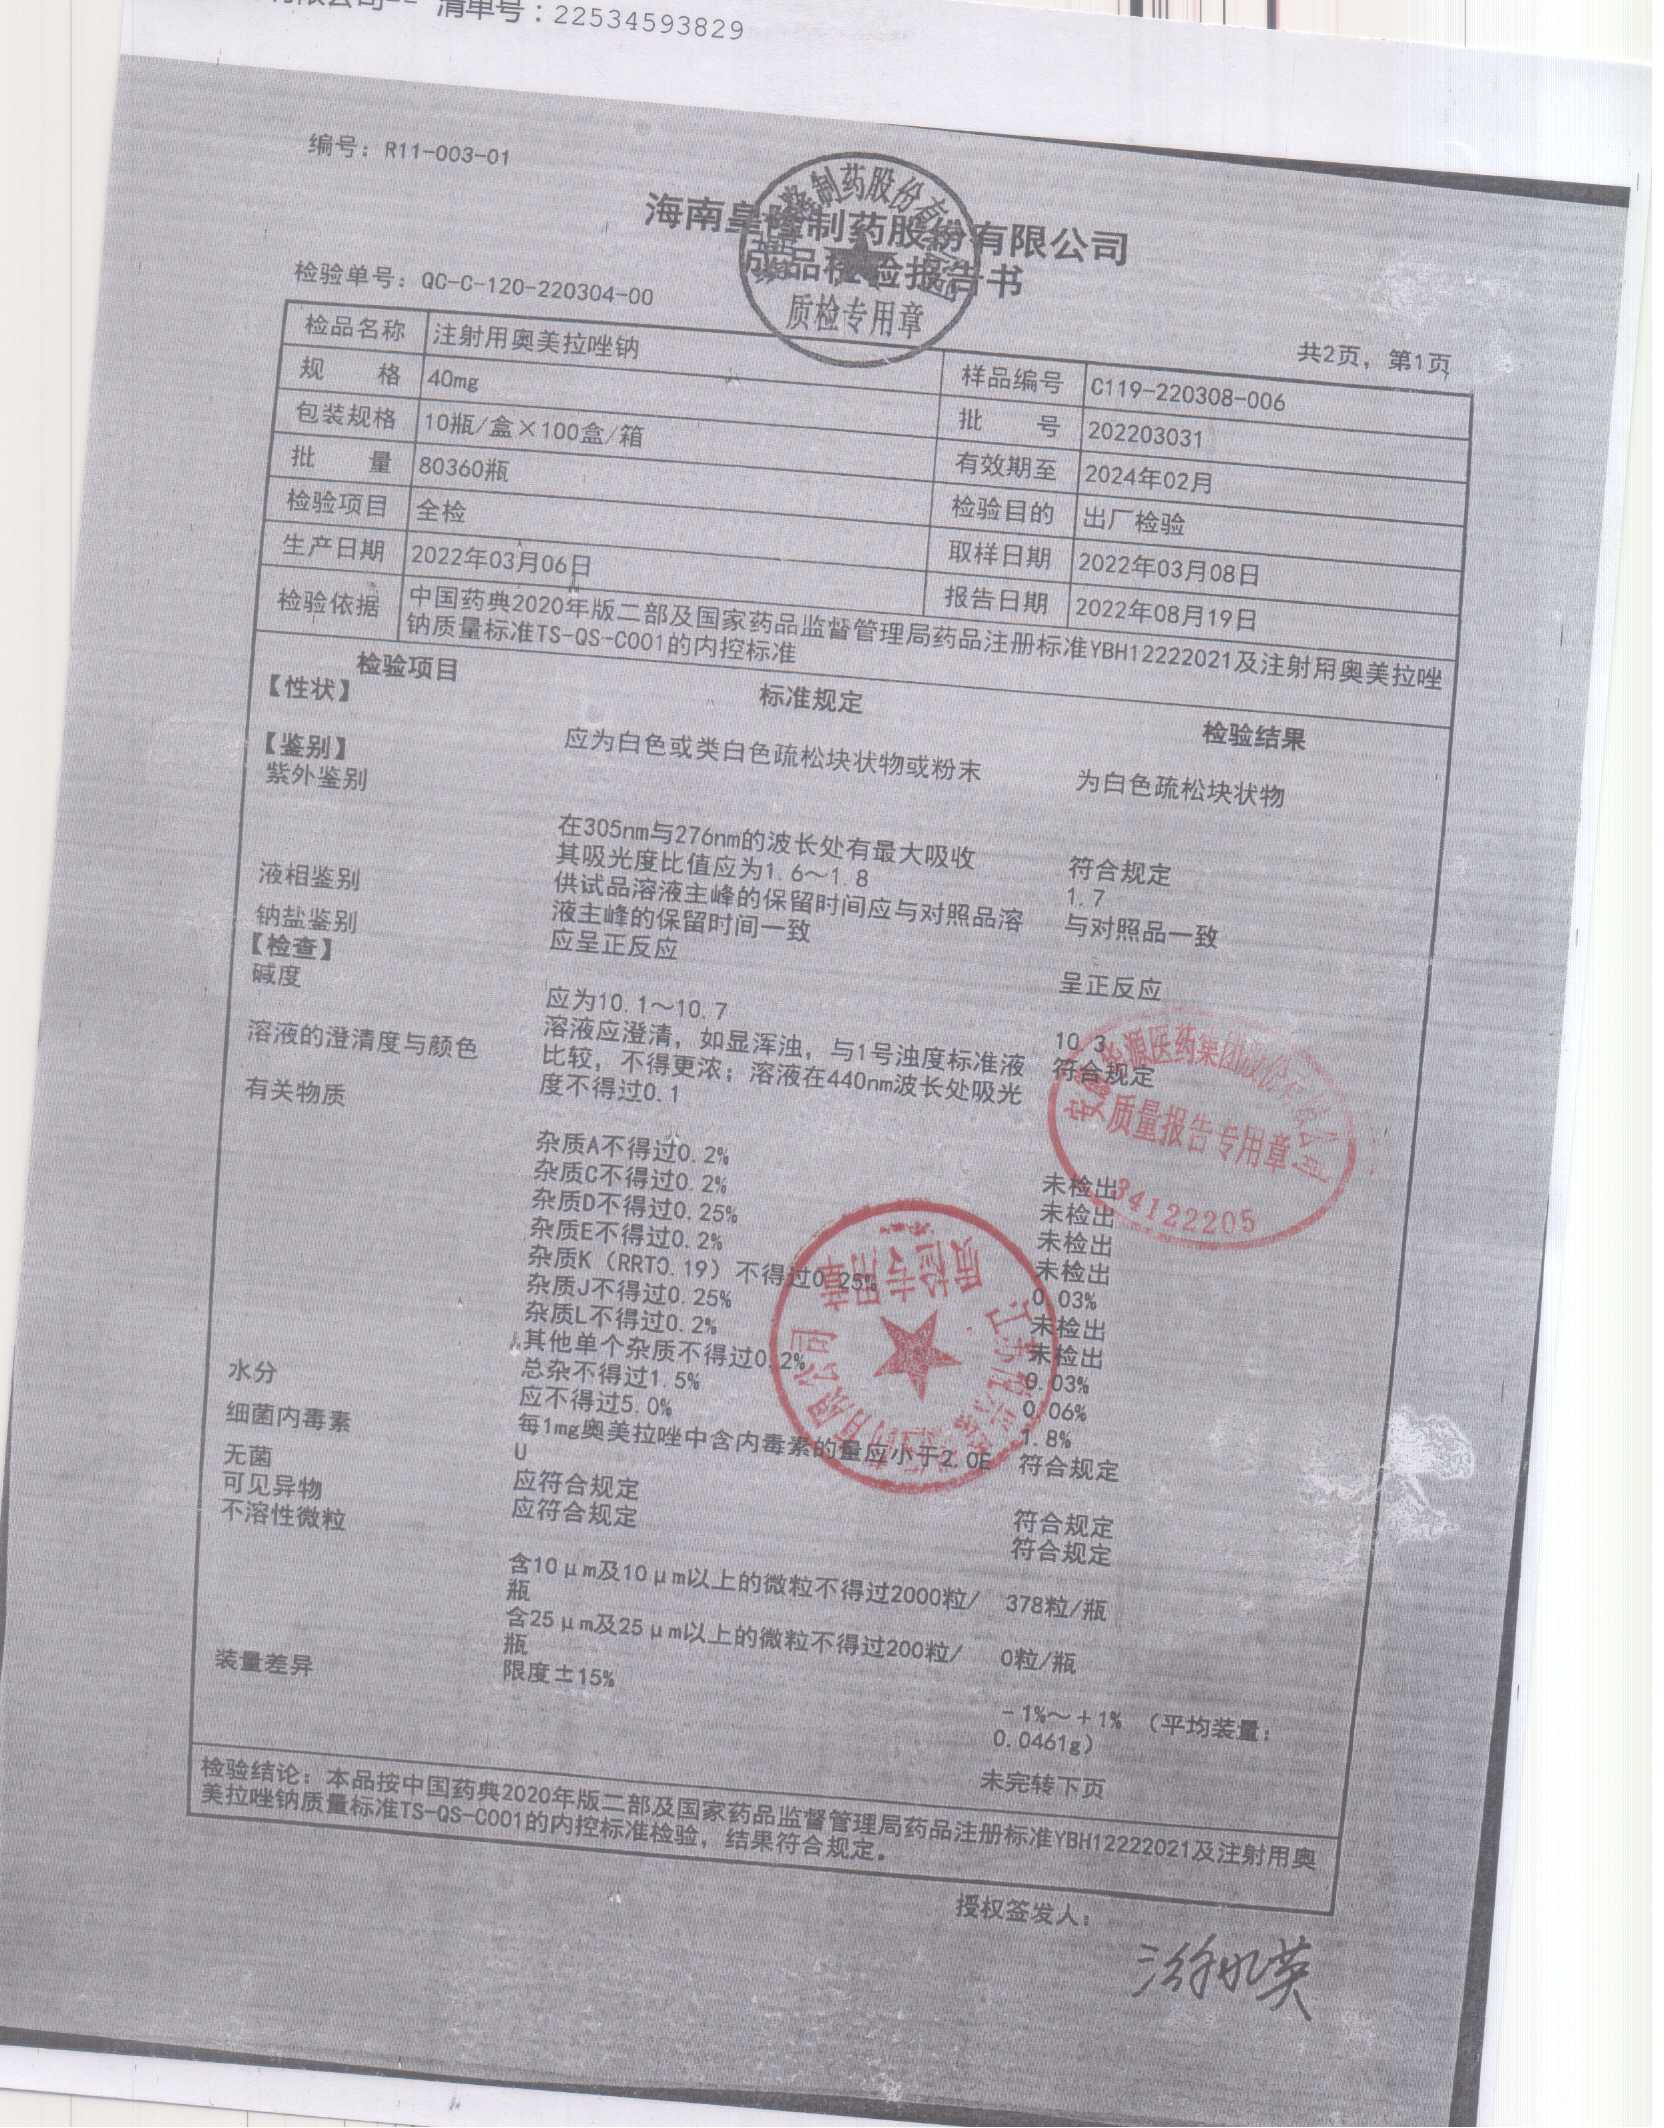 有限公司-- 清单号：22534593829
编号：R11-003-01
海南皇隆制药股份有限公司
成品检验报告书
质检专用章
检验单号：QC-C-120-220304-00
共2页，第1页
检品名称 注射用奥美拉唑钠 样品编号 C119-220308-006
规 格 40mg 批 号 202203031
包装规格 10瓶/盒×100盒/箱 有效期至 2024年02月
批 量 80360瓶 检验目的 出厂检验
检验项目 全检 取样日期 2022年03月08日
生产日期 2022年03月06日 报告日期 2022年08月19日
检验依据 中国药典2020年版二部及国家药品监督管理局药品注册标准YBH12222021及注射用奥美拉唑
钠质量标准TS-QS-C001的内控标准
检验项目 标准规定 检验结果
【性状】 应为白色或类白色疏松块状物或粉末 为白色疏松块状物
【鉴别】
紫外鉴别 在305nm与276nm的波长处有最大吸收 符合规定
其吸光度比值应为1.6～1.8 1.7
液相鉴别 供试品溶液主峰的保留时间应与对照品溶 与对照品一致
液主峰的保留时间一致
钠盐鉴别 应呈正反应 呈正反应
【检查】
碱度 应为10.1～10.7 10.3
溶液的澄清度与颜色 溶液应澄清，如显浑浊，与1号浊度标准液 符合规定
比较，不得更浓；溶液在440nm波长处吸光
度不得过0.1
有关物质
杂质A不得过0.2% 未检出
杂质C不得过0.2% 未检出
杂质D不得过0.25% 未检出
杂质E不得过0.2% 未检出
杂质K（RRT0.19）不得过0.25% 0.03%
杂质J不得过0.25% 未检出
杂质L不得过0.2% 未检出
其他单个杂质不得过0.2% 0.03%
总杂不得过1.5% 0.06%
水分 应不得过5.0% 1.8%
细菌内毒素 每1mg奥美拉唑中含内毒素的量应小于2.0E 符合规定
U
无菌 应符合规定 符合规定
可见异物 应符合规定 符合规定
不溶性微粒
含10μm及10μm以上的微粒不得过2000粒/ 378粒/瓶
瓶
含25μm及25μm以上的微粒不得过200粒/ 0粒/瓶
瓶
装量差异 限度±15% －1%～＋1%（平均装量：
0.0461g）
未完转下页
检验结论：本品按中国药典2020年版二部及国家药品监督管理局药品注册标准YBH12222021及注射用奥
美拉唑钠质量标准TS-QS-C001的内控标准检验，结果符合规定。
授权签发人：
华源医药集团股份有限公司
质量报告专用章
34122205
质检专用章